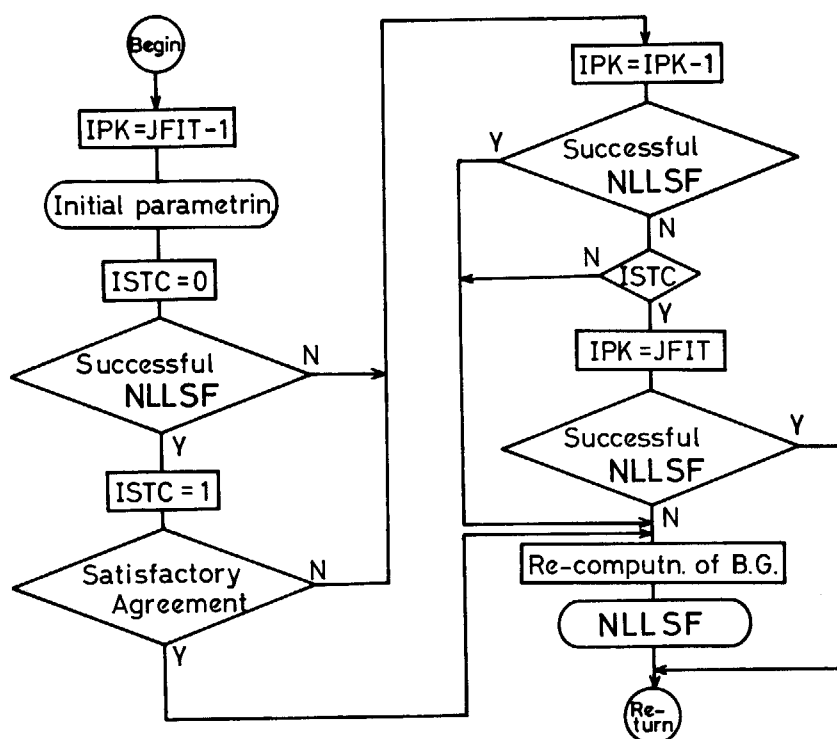 Begin
IPK=JFIT-1
Initial parametrin.
ISTC=0
Successful
NLLSF
N
Y
ISTC=1
Satisfactory
Agreement
N
Y
IPK=IPK-1
Successful
NLLSF
Y
N
ISTC
N
Y
IPK=JFIT
Successful
NLLSF
Y
N
Re-computn. of B.G.
NLLSF
Re-
turn